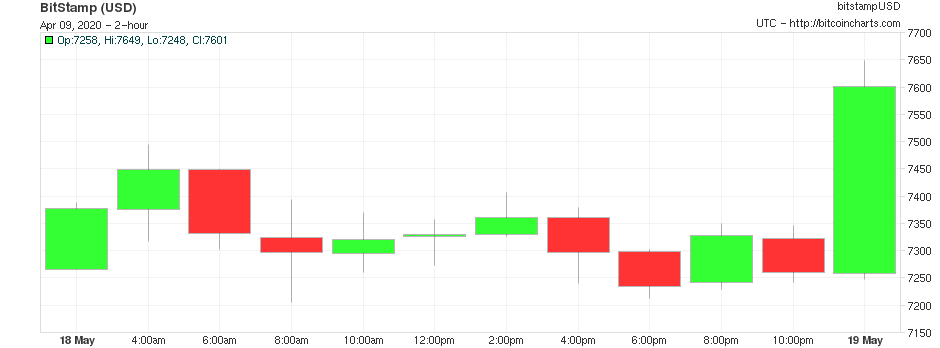 BitStamp (USD)
bitstampUSD
Apr 09, 2020 - 2-hour
UTC - http://bitcoincharts.com
Op:7258, Hi:7649, Lo:7248, Cl:7601
7700
7650
7600
7550
7500
7450
7400
7350
7300
7250
7200
7150
18 May 4:00am 6:00am 8:00am 10:00am 12:00pm 2:00pm 4:00pm 6:00pm 8:00pm 10:00pm 19 May